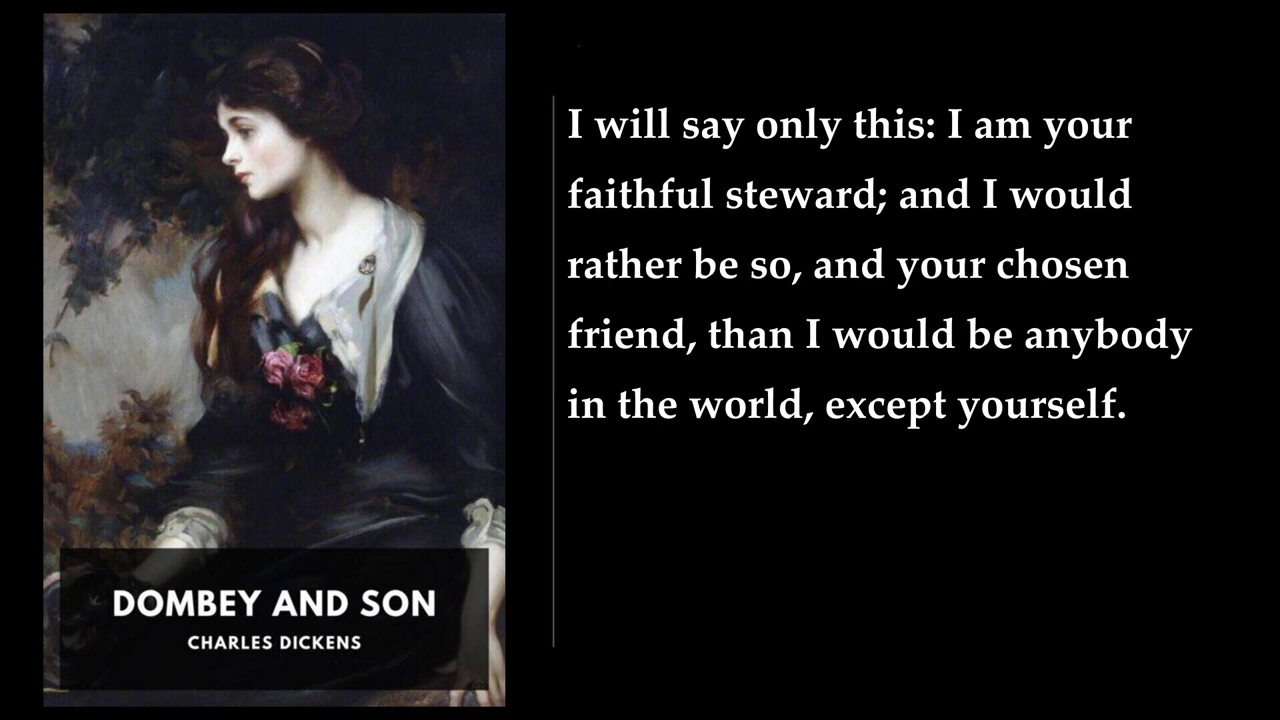 I will say only this: I am your
faithful steward; and I would
rather be so, and your chosen
friend, than I would be anybody
in the world, except yourself.
DOMBEY AND SON
CHARLES DICKENS